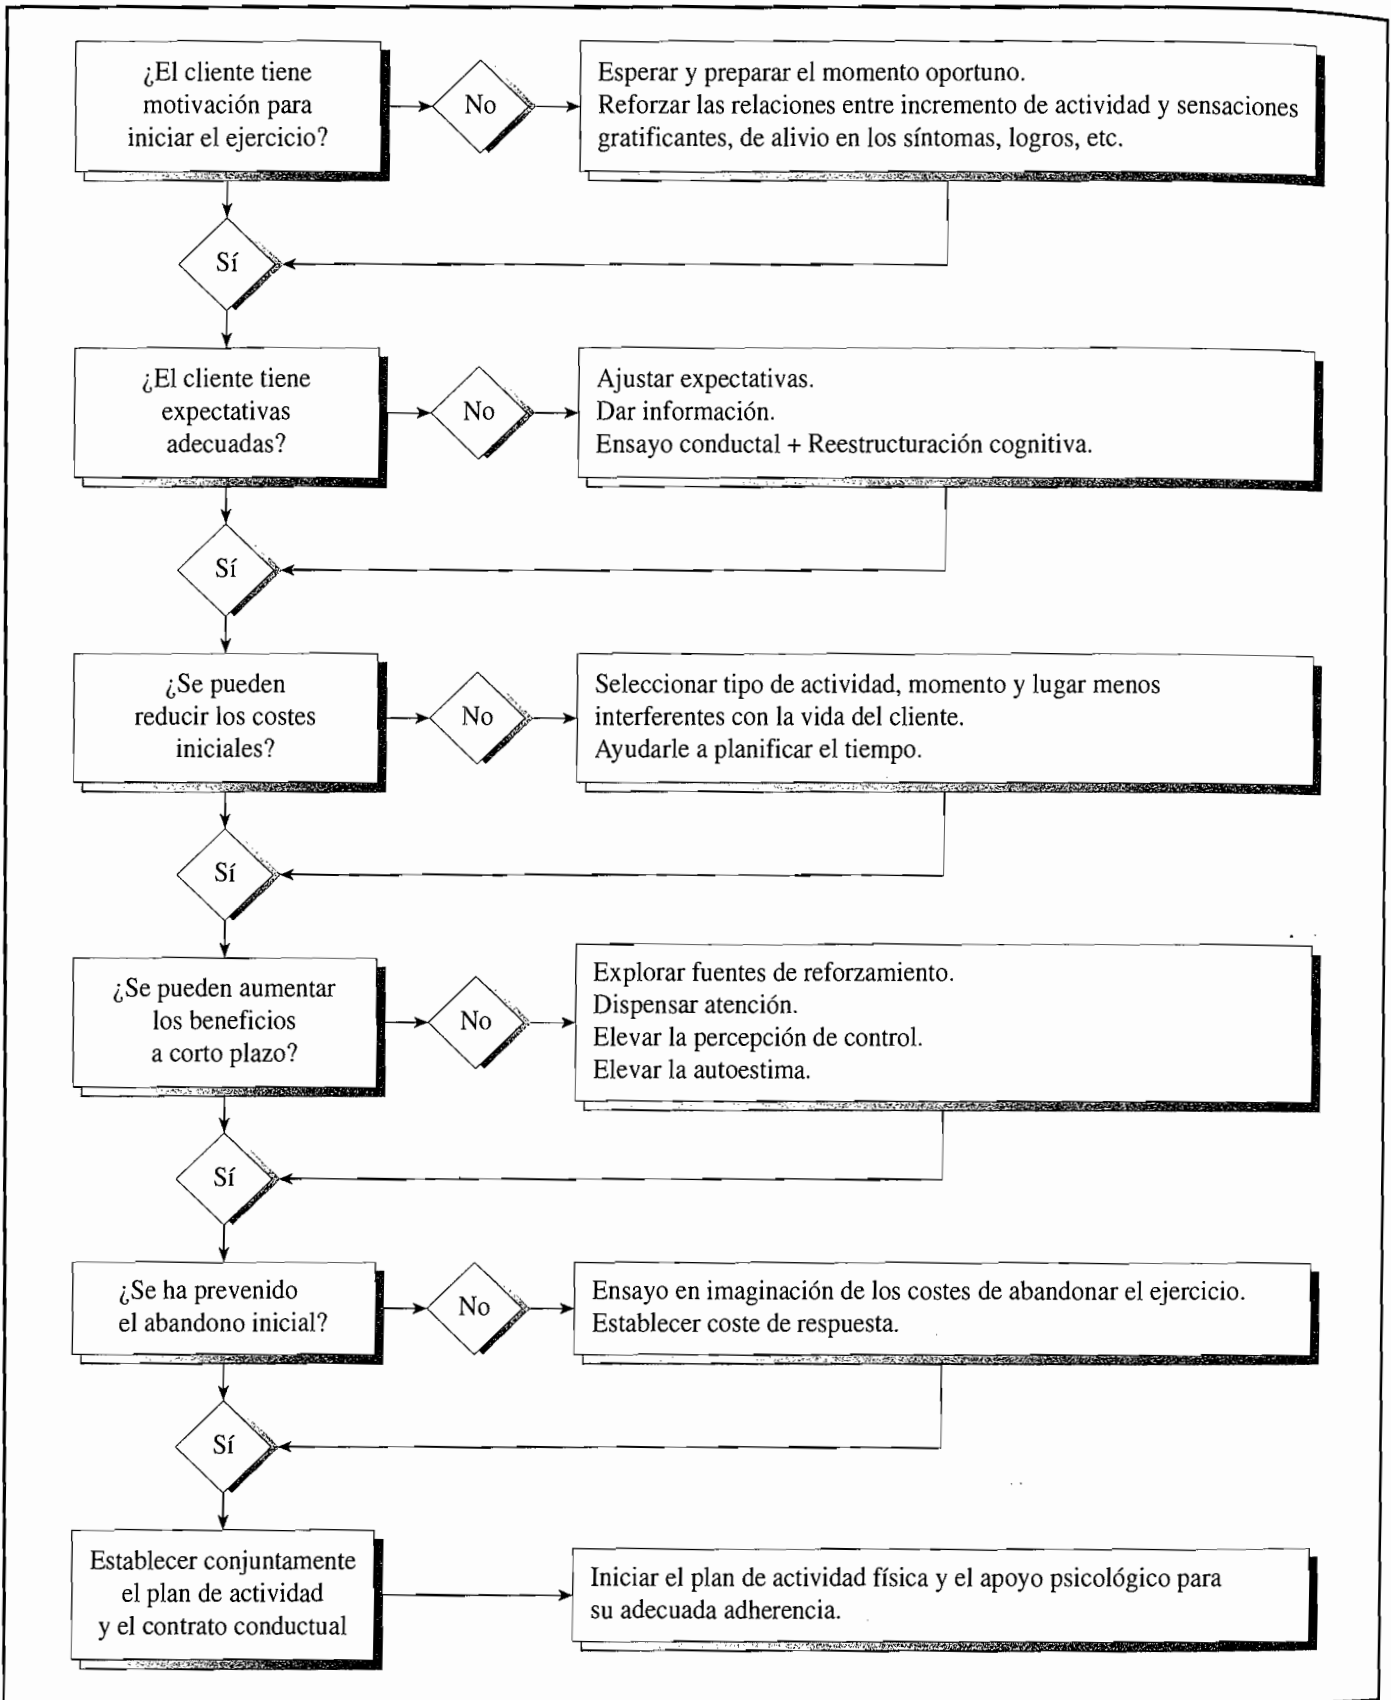 ¿El cliente tiene
motivación para
iniciar el ejercicio?
No
Esperar y preparar el momento oportuno.
Reforzar las relaciones entre incremento de actividad y sensaciones
gratificantes, de alivio en los síntomas, logros, etc.
Sí
¿El cliente tiene
expectativas
adecuadas?
No
Ajustar expectativas.
Dar información.
Ensayo conductal + Reestructuración cognitiva.
Sí
¿Se pueden
reducir los costes
iniciales?
No
Seleccionar tipo de actividad, momento y lugar menos
interferentes con la vida del cliente.
Ayudarle a planificar el tiempo.
Sí
¿Se pueden aumentar
los beneficios
a corto plazo?
No
Explorar fuentes de reforzamiento.
Dispensar atención.
Elevar la percepción de control.
Elevar la autoestima.
Sí
¿Se ha prevenido
el abandono inicial?
No
Ensayo en imaginación de los costes de abandonar el ejercicio.
Establecer coste de respuesta.
Sí
Establecer conjuntamente
el plan de actividad
y el contrato conductual
Iniciar el plan de actividad física y el apoyo psicológico para
su adecuada adherencia.